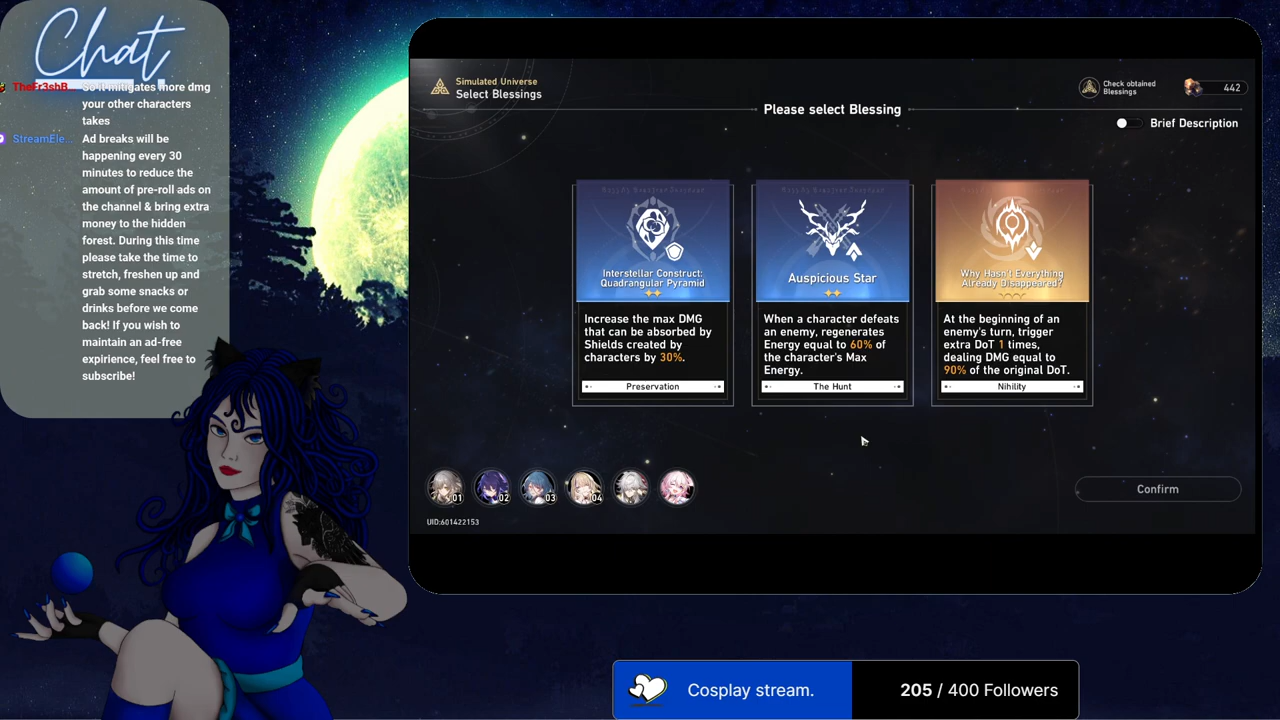 Chat
TheFr3shB... So it mitigates more dmg
your other characters
takes
StreamEle... Ad breaks will be
happening every 30
minutes to reduce the
amount of pre-roll ads on
the channel & bring extra
money to the hidden
forest. During this time
please take the time to
stretch, freshen up and
grab some snacks or
drinks before we come
back! If you wish to
maintain an ad-free
expirience, feel free to
subscribe!
Simulated Universe
Select Blessings
Check obtained
Blessings
442
Please select Blessing
Brief Description
Interstellar Construct:
Quadrangular Pyramid
Increase the max DMG
that can be absorbed by
Shields created by
characters by 30%.
Preservation
Auspicious Star
When a character defeats
an enemy, regenerates
Energy equal to 60% of
the character's Max
Energy.
The Hunt
Why Hasn't Everything
Already Disappeared?
At the beginning of an
enemy's turn, trigger
extra DoT 1 times,
dealing DMG equal to
90% of the original DoT.
Nihility
01 02 03 04
Confirm
UID:601422153
Cosplay stream. 205 / 400 Followers